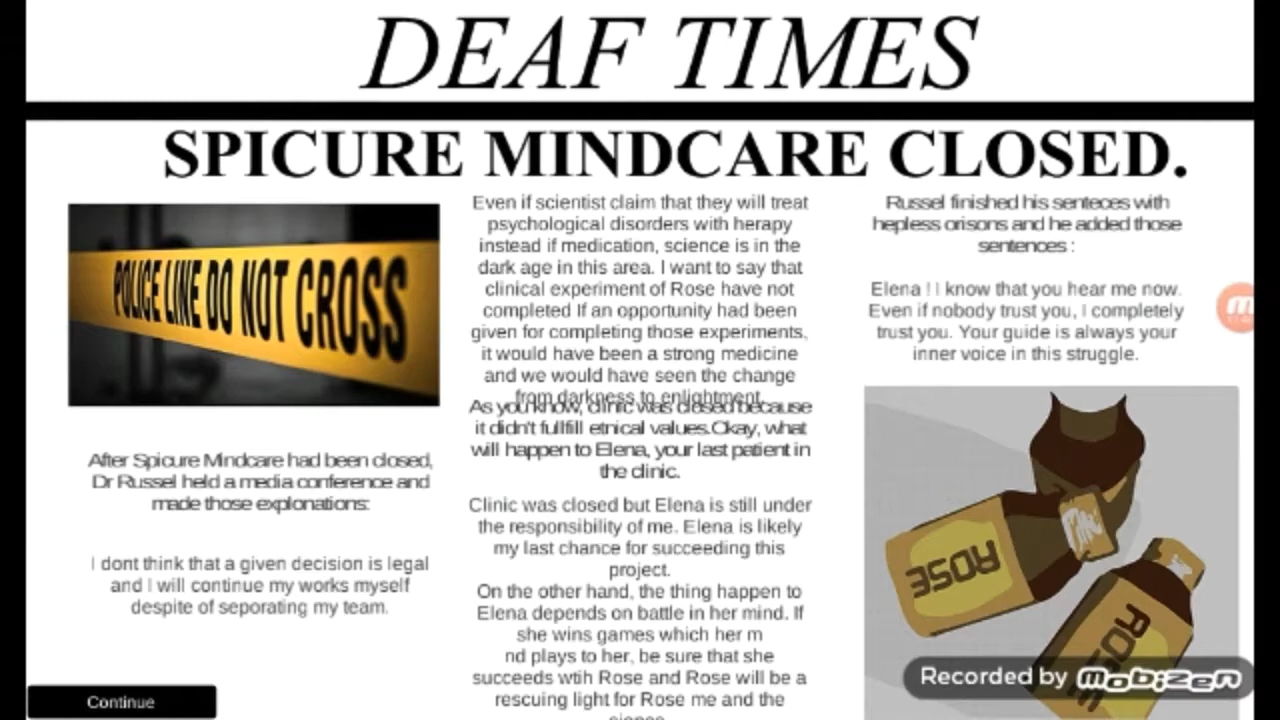 DEAF TIMES
SPICURE MINDCARE CLOSED.
POLICE LINE DO NOT CROSS
After Spicure Mindcare had been closed,
Dr Russel held a media conference and
made those explonations:
I dont think that a given decision is legal
and I will continue my works myself
despite of seporating my team.
Even if scientist claim that they will treat
psychological disorders with herapy
instead if medication, science is in the
dark age in this area. I want to say that
clinical experiment of Rose have not
completed If an opportunity had been
given for completing those experiments,
it would have been a strong medicine
and we would have seen the change
from darkness to enlightment.
As you know, clinic was closed because
it didn't fullfill etnical values.Okay, what
will happen to Elena, your last patient in
the clinic.
Clinic was closed but Elena is still under
the responsibility of me. Elena is likely
my last chance for succeeding this
project.
On the other hand, the thing happen to
Elena depends on battle in her mind. If
she wins games which her m
nd plays to her, be sure that she
succeeds wtih Rose and Rose will be a
rescuing light for Rose me and the
Russel finished his senteces with
hepless orisons and he added those
sentences :
Elena ! I know that you hear me now.
Even if nobody trust you, I completely
trust you. Your guide is always your
inner voice in this struggle.
ROSE
ROSE
Continue
Recorded by mobizen